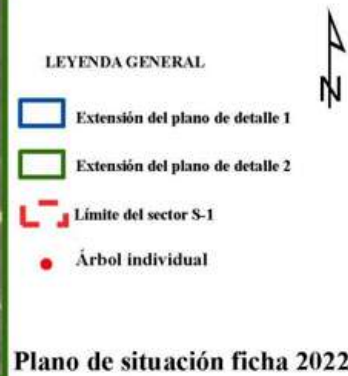 LEYENDA GENERAL
N
Extensión del plano de detalle 1
Extensión del plano de detalle 2
Límite del sector S-1
Árbol individual
Plano de situación ficha 2022